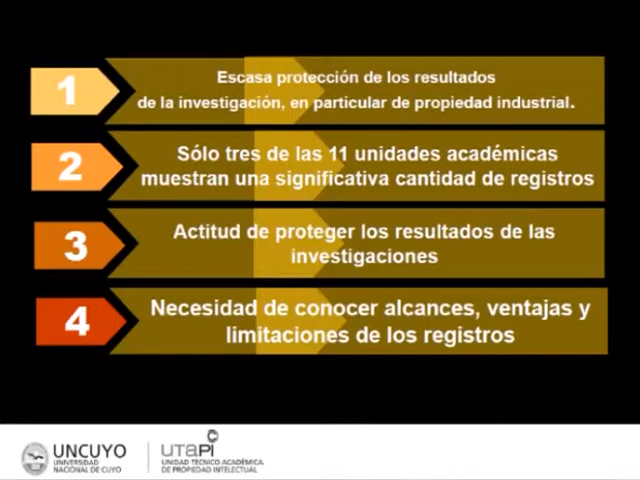 1
Escasa protección de los resultados
de la investigación, en particular de propiedad industrial.
2
Sólo tres de las 11 unidades académicas
muestran una significativa cantidad de registros
3
Actitud de proteger los resultados de las
investigaciones
4
Necesidad de conocer alcances, ventajas y
limitaciones de los registros
UNCUYO
UNIVERSIDAD
NACIONAL DE CUYO
UTAPI
UNIDAD TÉCNICO-ACADÉMICA
DE PROPIEDAD INTELECTUAL